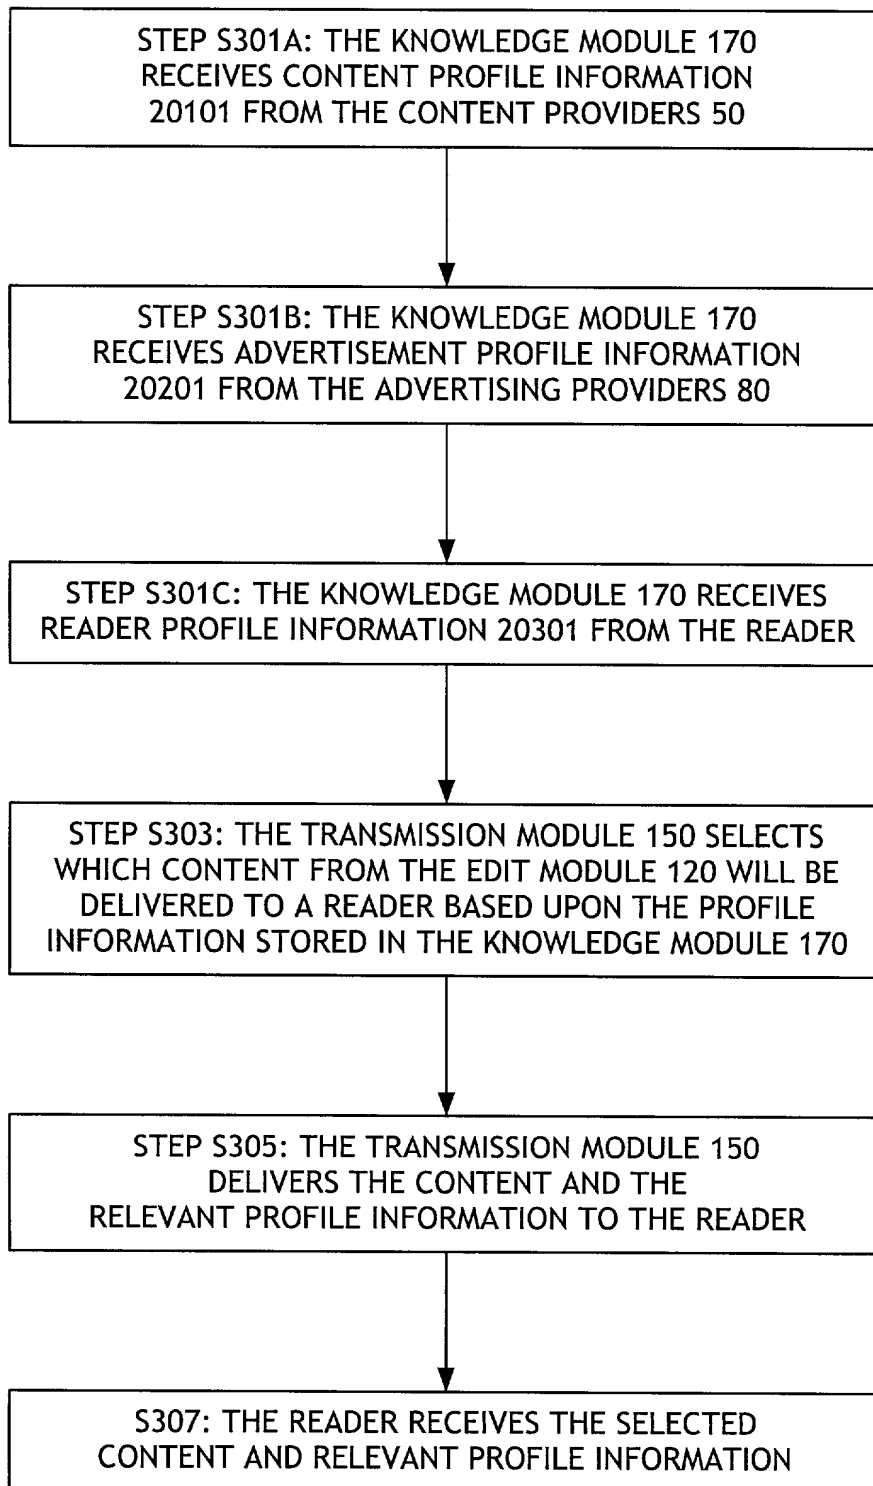 STEP S301A: THE KNOWLEDGE MODULE 170
RECEIVES CONTENT PROFILE INFORMATION
20101 FROM THE CONTENT PROVIDERS 50
STEP S301B: THE KNOWLEDGE MODULE 170
RECEIVES ADVERTISEMENT PROFILE INFORMATION
20201 FROM THE ADVERTISING PROVIDERS 80
STEP S301C: THE KNOWLEDGE MODULE 170 RECEIVES
READER PROFILE INFORMATION 20301 FROM THE READER
STEP S303: THE TRANSMISSION MODULE 150 SELECTS
WHICH CONTENT FROM THE EDIT MODULE 120 WILL BE
DELIVERED TO A READER BASED UPON THE PROFILE
INFORMATION STORED IN THE KNOWLEDGE MODULE 170
STEP S305: THE TRANSMISSION MODULE 150
DELIVERS THE CONTENT AND THE
RELEVANT PROFILE INFORMATION TO THE READER
S307: THE READER RECEIVES THE SELECTED
CONTENT AND RELEVANT PROFILE INFORMATION